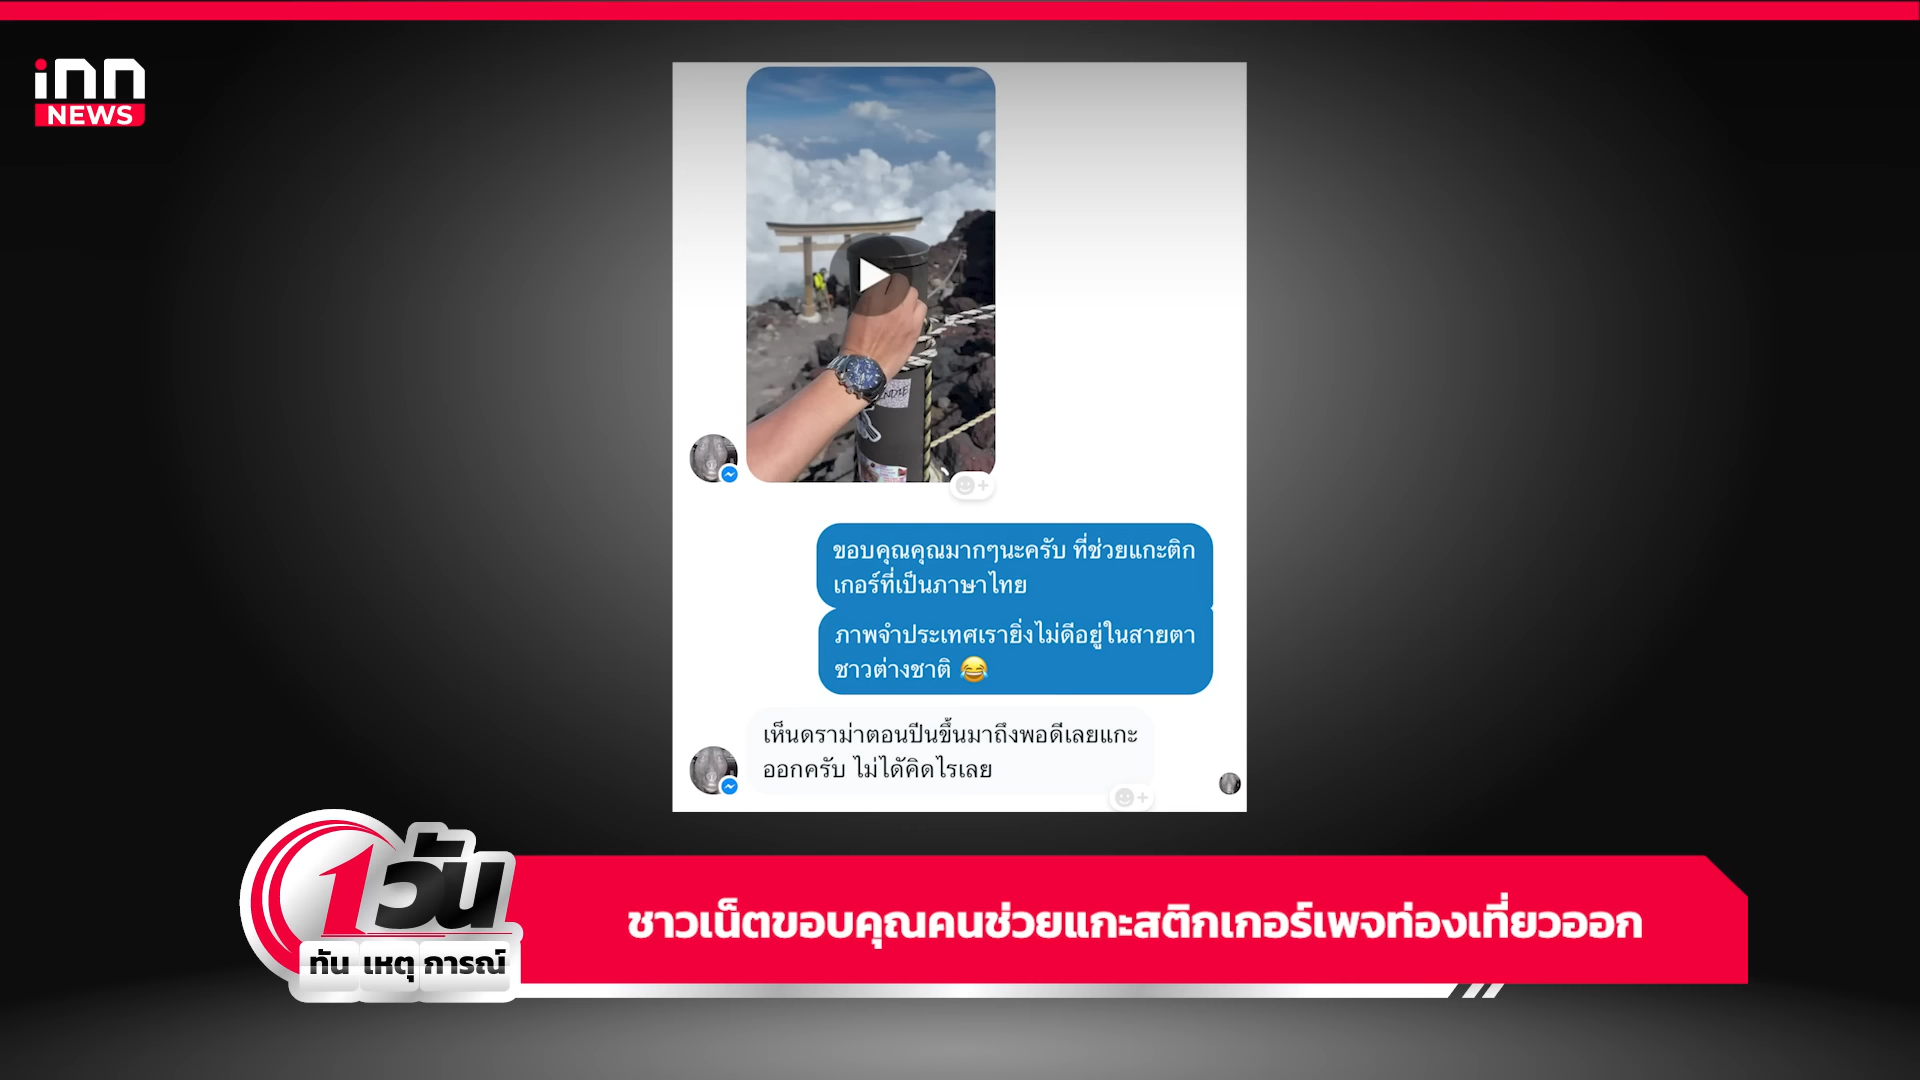 inn
NEWS
NDIE
ขอบคุณคุณมากๆนะครับ ที่ช่วยแกะติก
เกอร์ที่เป็นภาษาไทย
ภาพจำประเทศเรายิ่งไม่ดีอยู่ในสายตา
ชาวต่างชาติ 😂
เห็นดราม่าตอนปีนขึ้นมาถึงพอดีเลยแกะ
ออกครับ ไม่ได้คิดไรเลย
1วัน
ทัน เหตุ การณ์
ชาวเน็ตขอบคุณคนช่วยแกะสติกเกอร์เพจท่องเที่ยวออก